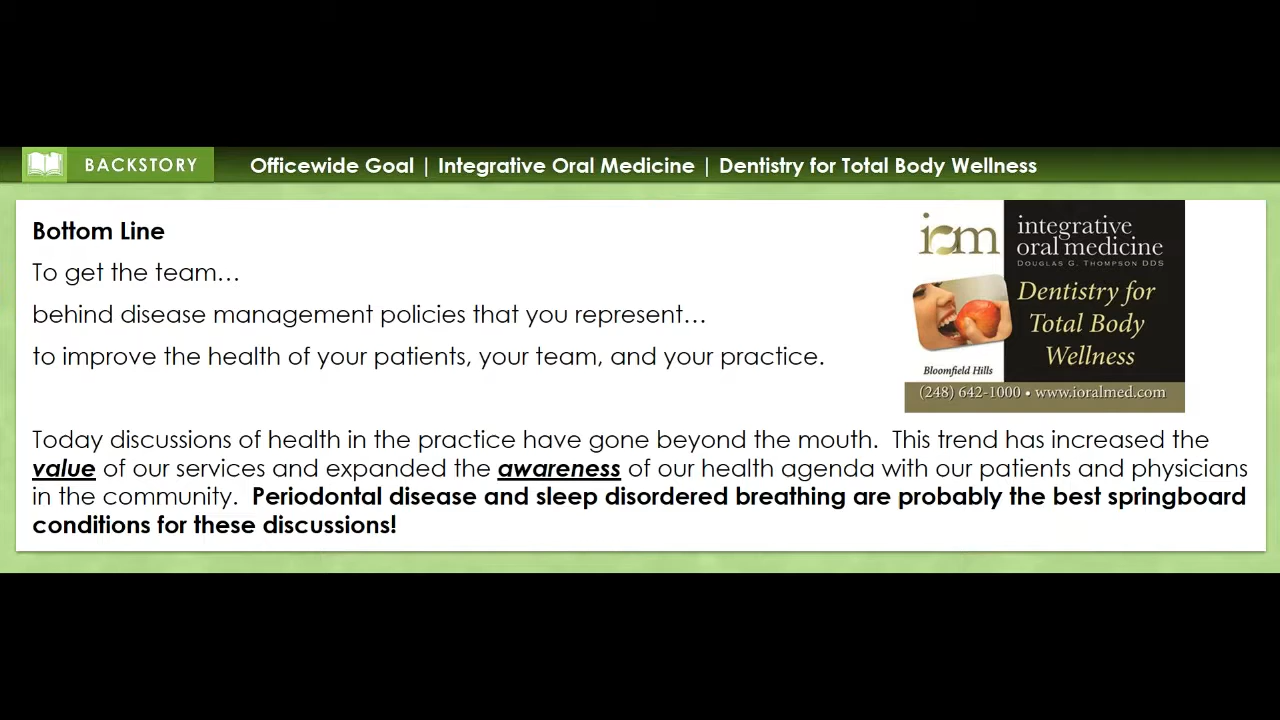 BACKSTORY
Officewide Goal | Integrative Oral Medicine | Dentistry for Total Body Wellness
Bottom Line
To get the team…
behind disease management policies that you represent…
to improve the health of your patients, your team, and your practice.
iom
integrative
oral medicine
DOUGLAS G. THOMPSON DDS
Dentistry for
Total Body
Wellness
Bloomfield Hills
(248) 642-1000 • www.ioralmed.com
Today discussions of health in the practice have gone beyond the mouth. This trend has increased the
value of our services and expanded the awareness of our health agenda with our patients and physicians
in the community. Periodontal disease and sleep disordered breathing are probably the best springboard
conditions for these discussions!